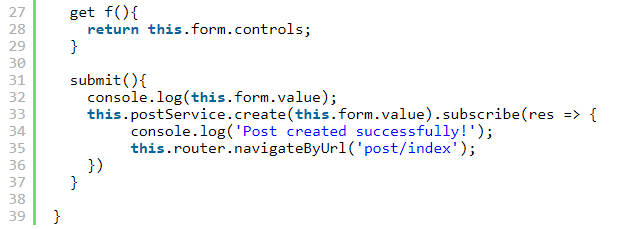 27 get f(){
28 return this.form.controls;
29 }
30
31 submit(){
32 console.log(this.form.value);
33 this.postService.create(this.form.value).subscribe(res => {
34 console.log('Post created successfully!');
35 this.router.navigateByUrl('post/index');
36 })
37 }
38
39 }